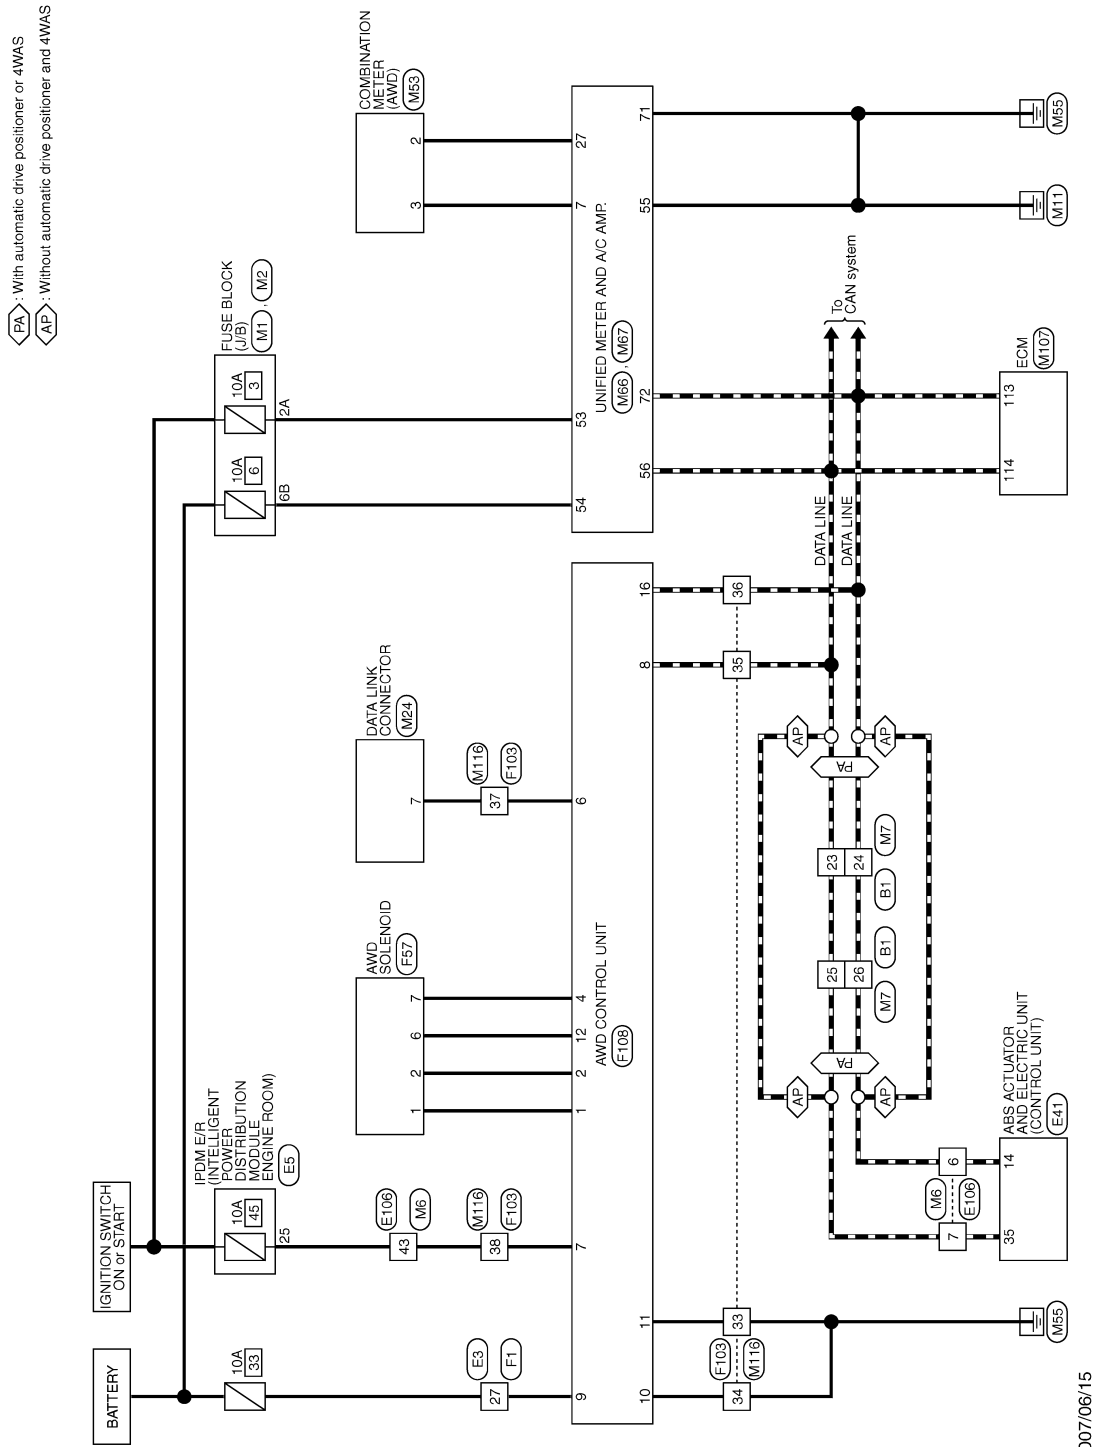 PA : With automatic drive positioner or 4WAS
AP : Without automatic drive positioner and 4WAS
BATTERY
IGNITION SWITCH
ON or START
10A
33
IPDM E/R
(INTELLIGENT
POWER
DISTRIBUTION
MODULE
ENGINE ROOM)
E5
10A
45
25
FUSE BLOCK
(J/B)
M1 , M2
10A
6
6B
10A
3
2A
E3
F1
27
E106
M6
43
M116
F103
38
AWD
SOLENOID
F57
1
2
6
7
DATA LINK
CONNECTOR
M24
7
M116
F103
37
COMBINATION
METER
(AWD)
M53
3
2
9
7
1
2
12
4
6
AWD CONTROL UNIT
F108
10
11
8
16
54
53
7
27
UNIFIED METER AND A/C AMP.
M66 , M67
56
72
55
71
F103
M116
34
33
35
36
DATA LINE
DATA LINE
To
CAN system
AP
AP
PA
25
26
M7
B1
23
24
B1
M7
PA
AP
AP
M6
E106
7
6
ABS ACTUATOR
AND ELECTRIC UNIT
(CONTROL UNIT)
E41
35
14
ECM
M107
114
113
M55
M11
M55
007/06/15